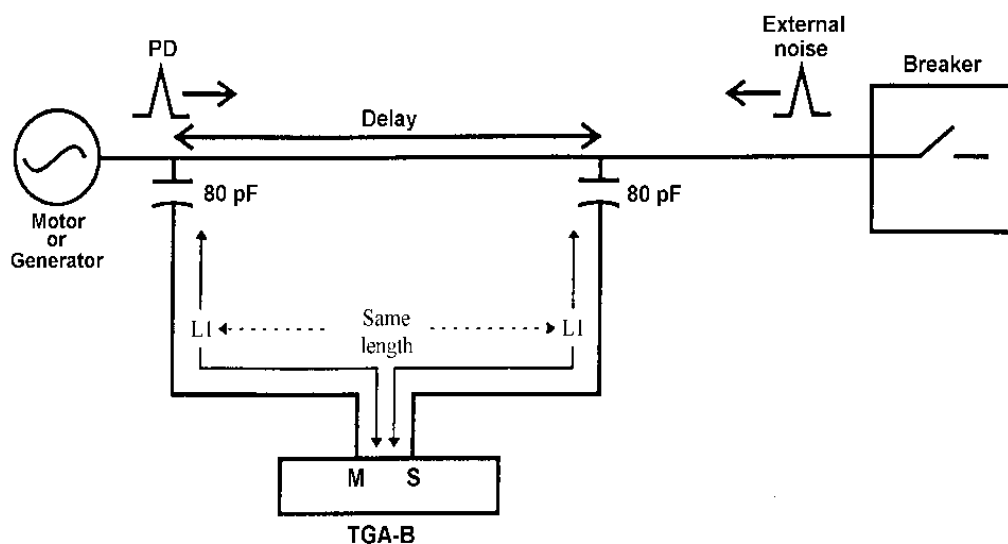 PD
External
noise
Breaker
Delay
80 pF
80 pF
Motor
or
Generator
L1
Same
length
L1
M
S
TGA-B